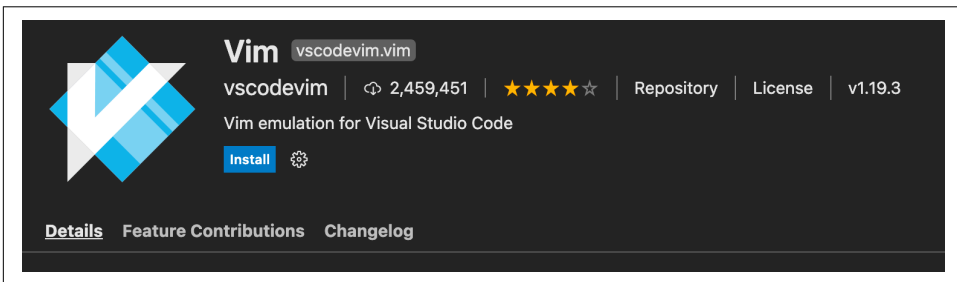 Vim vscodevim.vim
vscodevim 2,459,451 ★★★★☆ Repository License v1.19.3
Vim emulation for Visual Studio Code
Install
Details Feature Contributions Changelog